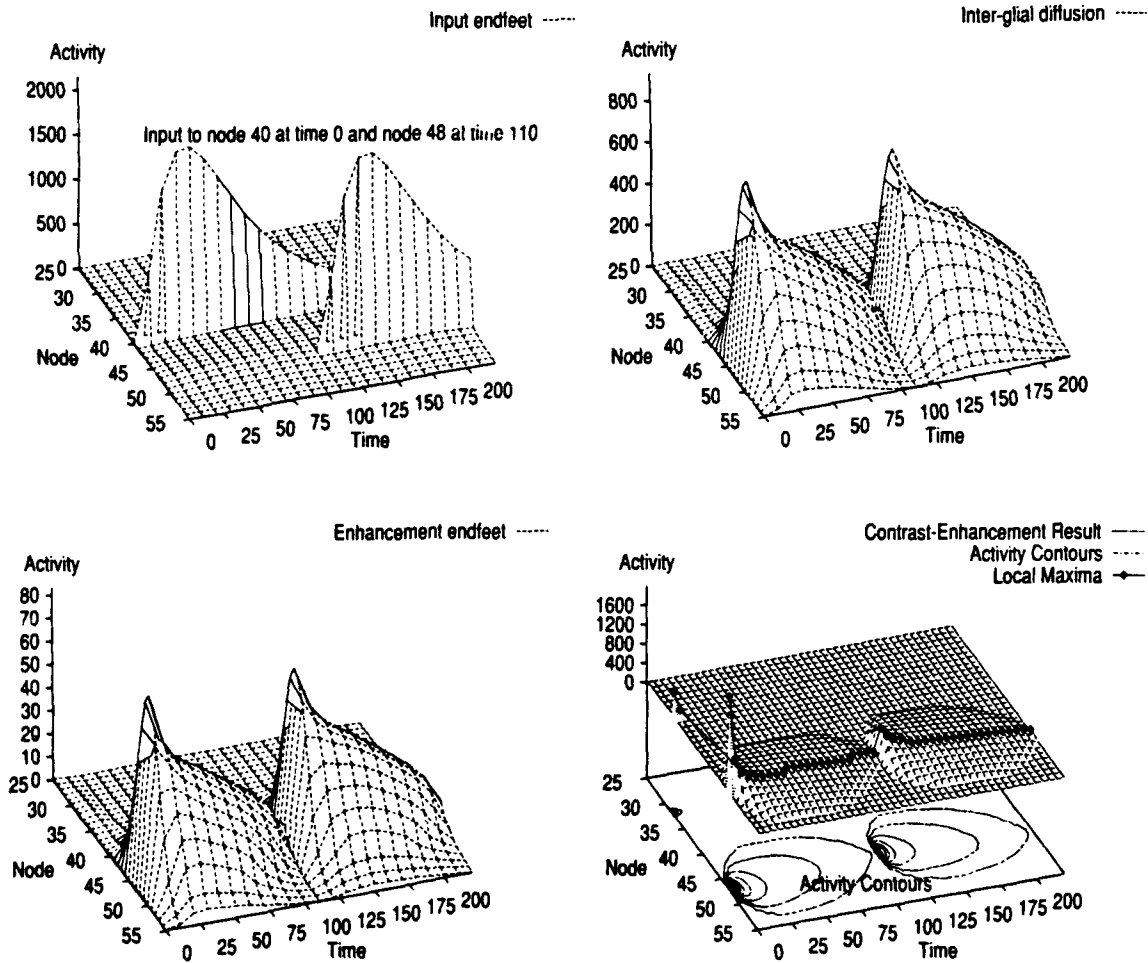 Input endfeet
Activity
2000
1500
1000
500
0
Input to node 40 at time 0 and node 48 at time 110
25
30
35
40
45
50
55
Node
0 25 50 75 100 125 150 175 200
Time
Inter-glial diffusion
Activity
800
600
400
200
0
25
30
35
40
45
50
55
Node
0 25 50 75 100 125 150 175 200
Time
Enhancement endfeet
Activity
80
70
60
50
40
30
20
10
0
25
30
35
40
45
50
55
Node
0 25 50 75 100 125 150 175 200
Time
Contrast-Enhancement Result
Activity Contours
Local Maxima
Activity
1600
1200
800
400
0
25
30
35
40
45
50
55
Node
Activity Contours
0 25 50 75 100 125 150 175 200
Time